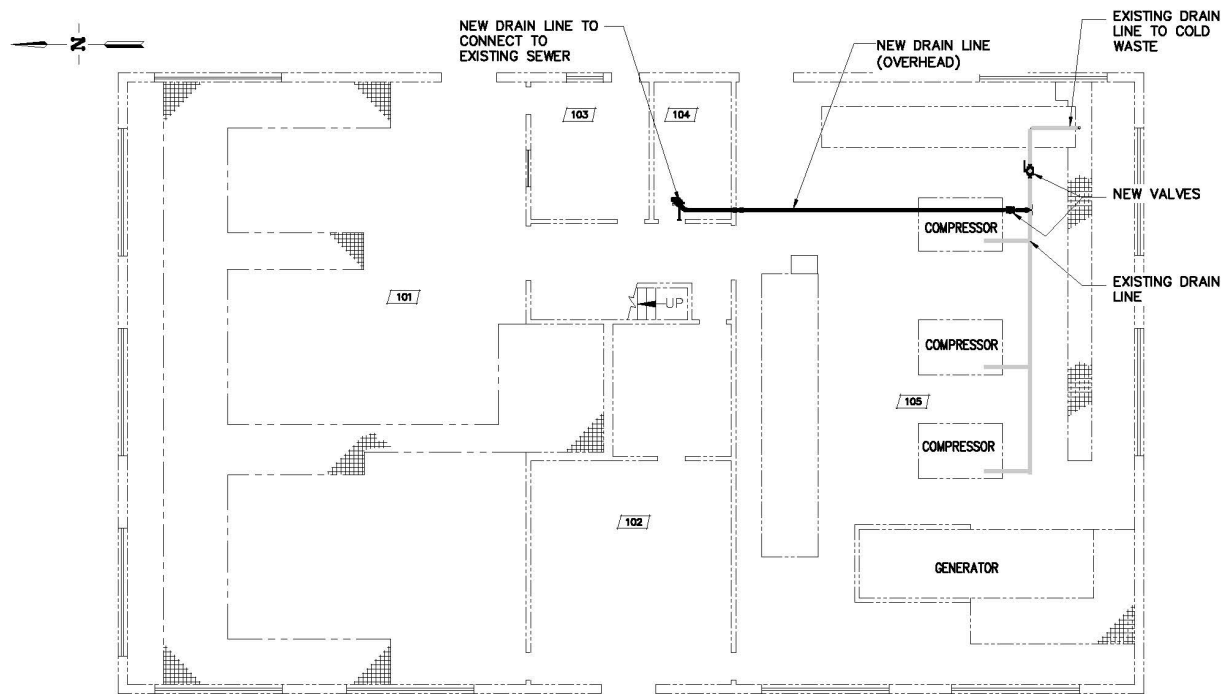 NEW DRAIN LINE TO
CONNECT TO
EXISTING SEWER
NEW DRAIN LINE
(OVERHEAD)
EXISTING DRAIN
LINE TO COLD
WASTE
N
103
104
NEW VALVES
COMPRESSOR
EXISTING DRAIN
LINE
101
UP
COMPRESSOR
105
COMPRESSOR
102
GENERATOR